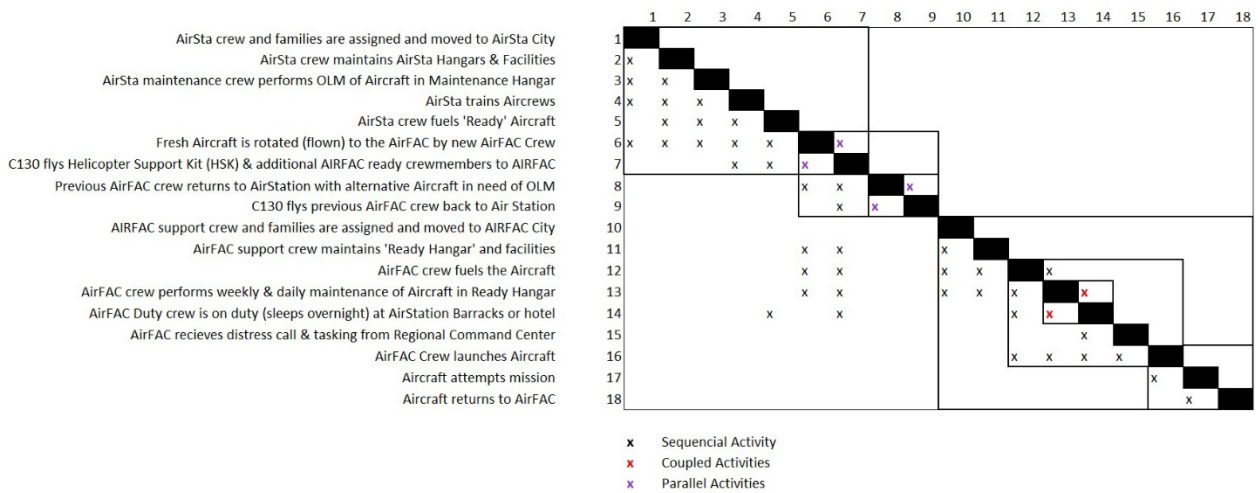 1 2 3 4 5 6 7 8 9 10 11 12 13 14 15 16 17 18
AirSta crew and families are assigned and moved to AirSta City 1
AirSta crew maintains AirSta Hangars & Facilities 2 x
AirSta maintenance crew performs OLM of Aircraft in Maintenance Hangar 3 x x
AirSta trains Aircrews 4 x x x
AirSta crew fuels 'Ready' Aircraft 5 x x x
Fresh Aircraft is rotated (flown) to the AirFAC by new AirFAC Crew 6 x x x x x x
C130 flys Helicopter Support Kit (HSK) & additional AIRFAC ready crewmembers to AIRFAC 7 x x x
Previous AirFAC crew returns to AirStation with alternative Aircraft in need of OLM 8 x x x
C130 flys previous AirFAC crew back to Air Station 9 x x
AIRFAC support crew and families are assigned and moved to AIRFAC City 10
AirFAC support crew maintains 'Ready Hangar' and facilities 11 x x x
AirFAC crew fuels the Aircraft 12 x x x x x
AirFAC crew performs weekly & daily maintenance of Aircraft in Ready Hangar 13 x x x x x x
AirFAC Duty crew is on duty (sleeps overnight) at AirStation Barracks or hotel 14 x x x x
AirFAC recieves distress call & tasking from Regional Command Center 15 x
AirFAC Crew launches Aircraft 16 x x x x
Aircraft attempts mission 17 x
Aircraft returns to AirFAC 18 x
x Sequencial Activity
x Coupled Activities
x Parallel Activities